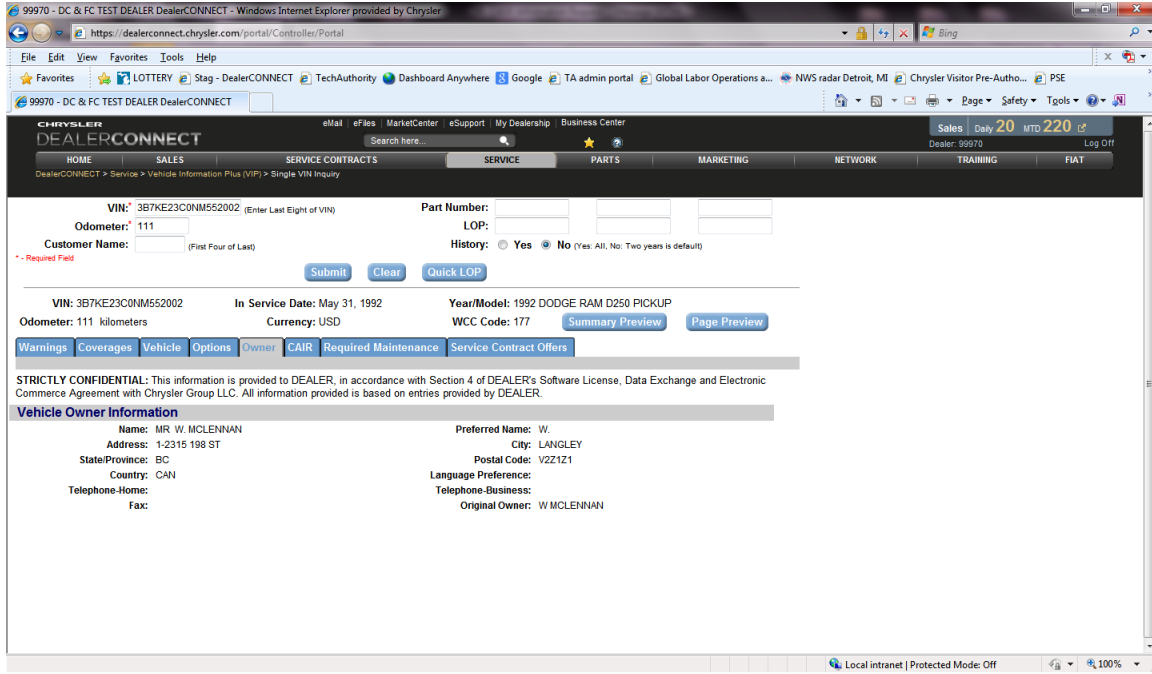 99970 - DC & FC TEST DEALER DealerCONNECT - Windows Internet Explorer provided by Chrysler
https://dealerconnect.chrysler.com/portal/Controller/Portal
Bing
File Edit View Favorites Tools Help
Favorites LOTTERY Stag - DealerCONNECT TechAuthority Dashboard Anywhere Google TA admin portal Global Labor Operations a... NWS radar Detroit, MI Chrysler Visitor Pre-Autho... PSE
99970 - DC & FC TEST DEALER DealerCONNECT
Page Safety Tools
CHRYSLER
DEALERCONNECT
eMail | eFiles | MarketCenter | eSupport | My Dealership | Business Center
Search here...
Sales Daily 20 MTD 220
Dealer: 99970 Log Off
HOME | SALES | SERVICE CONTRACTS | SERVICE | PARTS | MARKETING | NETWORK | TRAINING | FIAT
DealerCONNECT > Service > Vehicle Information Plus (VIP) > Single VIN Inquiry
VIN:* 3B7KE23C0NM552002 (Enter Last Eight of VIN) Part Number:
Odometer:* 111 LOP:
Customer Name: (First Four of Last) History: Yes No (Yes: All, No: Two years is default)
* - Required Field
Submit Clear Quick LOP
VIN: 3B7KE23C0NM552002 In Service Date: May 31, 1992 Year/Model: 1992 DODGE RAM D250 PICKUP
Odometer: 111 kilometers Currency: USD WCC Code: 177 Summary Preview Page Preview
Warnings Coverages Vehicle Options Owner CAIR Required Maintenance Service Contract Offers
STRICTLY CONFIDENTIAL: This information is provided to DEALER, in accordance with Section 4 of DEALER's Software License, Data Exchange and Electronic
Commerce Agreement with Chrysler Group LLC. All information provided is based on entries provided by DEALER.
Vehicle Owner Information
Name: MR W. MCLENNAN Preferred Name: W.
Address: 1-2315 198 ST City: LANGLEY
State/Province: BC Postal Code: V2Z1Z1
Country: CAN Language Preference:
Telephone-Home: Telephone-Business:
Fax: Original Owner: W MCLENNAN
Local intranet | Protected Mode: Off 100%